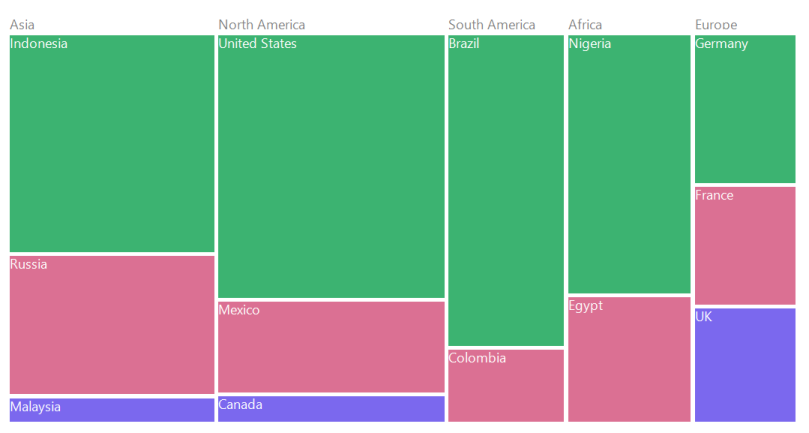 Asia
Indonesia
Russia
Malaysia
North America
United States
Mexico
Canada
South America
Brazil
Colombia
Africa
Nigeria
Egypt
Europe
Germany
France
UK